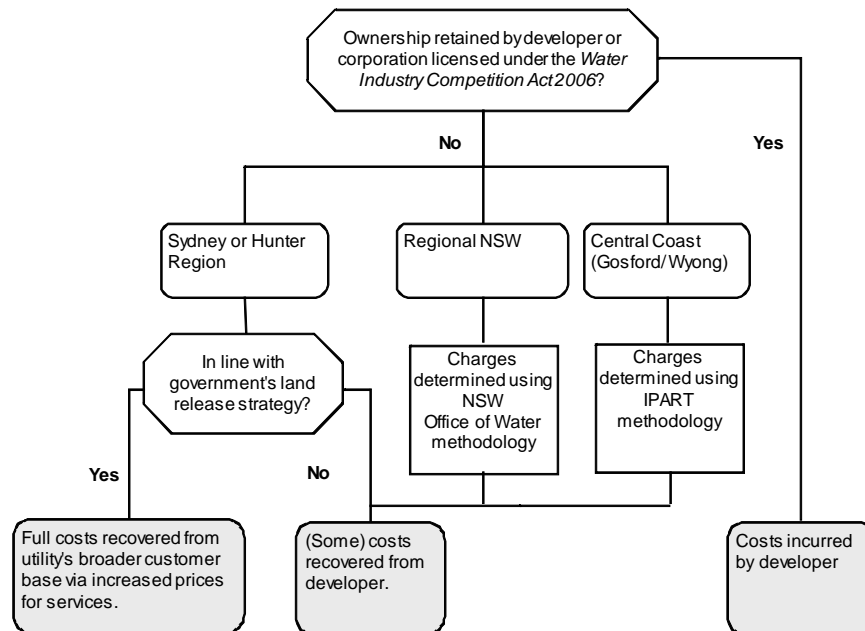 Ownership retained by developer or
corporation licensed under the Water
Industry Competition Act 2006?
No
Yes
Sydney or Hunter
Region
Regional NSW
Central Coast
(Gosford/Wyong)
In line with
government's land
release strategy?
Charges
determined using
NSW
Office of Water
methodology
Charges
determined using
IPART
methodology
Yes
No
Full costs recovered from
utility's broader customer
base via increased prices
for services.
(Some) costs
recovered from
developer.
Costs incurred
by developer